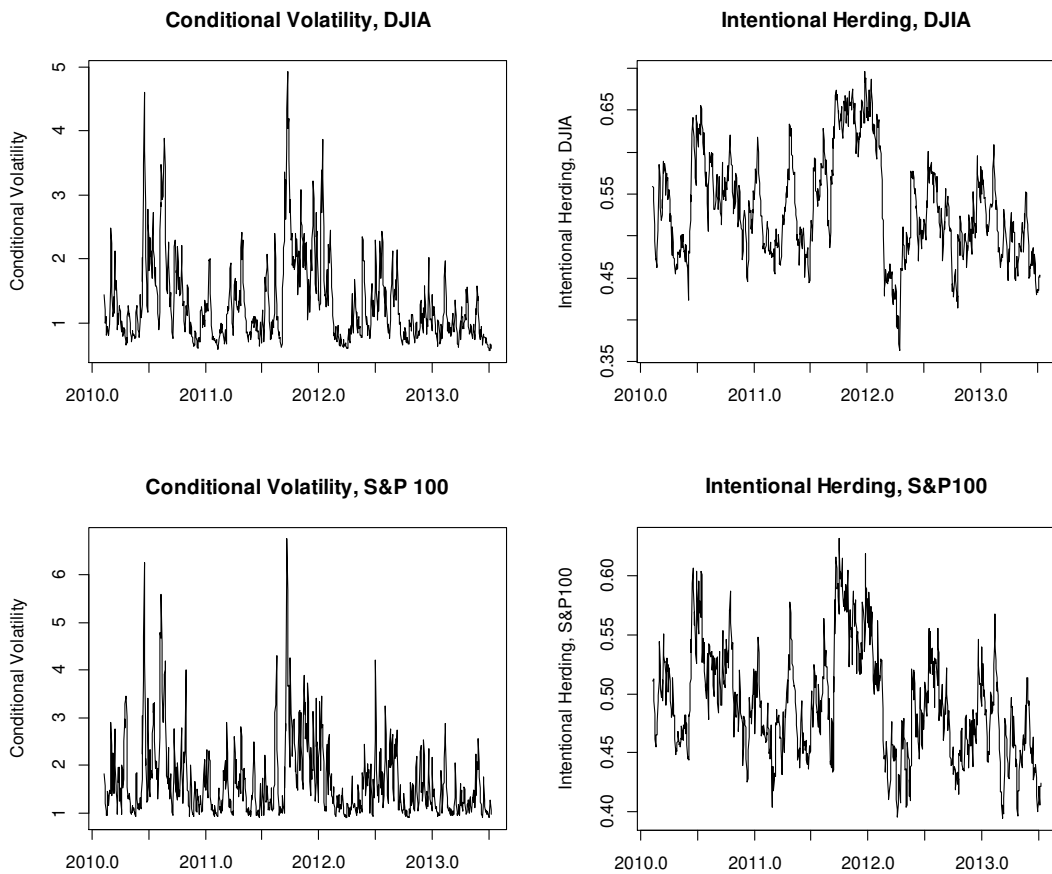 Conditional Volatility, DJIA
Conditional Volatility
5
4
3
2
1
2010.0 2011.0 2012.0 2013.0
Intentional Herding, DJIA
Intentional Herding, DJIA
0.65
0.55
0.45
0.35
2010.0 2011.0 2012.0 2013.0
Conditional Volatility, S&P 100
Conditional Volatility
6
5
4
3
2
1
2010.0 2011.0 2012.0 2013.0
Intentional Herding, S&P100
Intentional Herding, S&P100
0.60
0.55
0.50
0.45
0.40
2010.0 2011.0 2012.0 2013.0